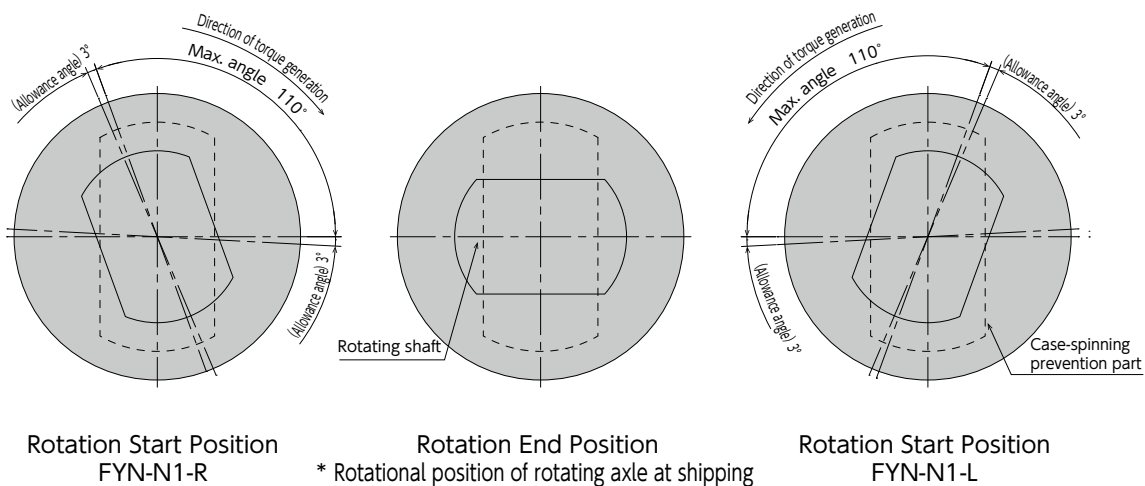 Direction of torque generation
Max. angle 110°
(Allowance angle) 3°
(Allowance angle) 3°
Rotation Start Position
FYN-N1-R
Rotating shaft
Rotation End Position
* Rotational position of rotating axle at shipping
Direction of torque generation
Max. angle 110°
(Allowance angle) 3°
(Allowance angle) 3°
Case-spinning
prevention part
Rotation Start Position
FYN-N1-L